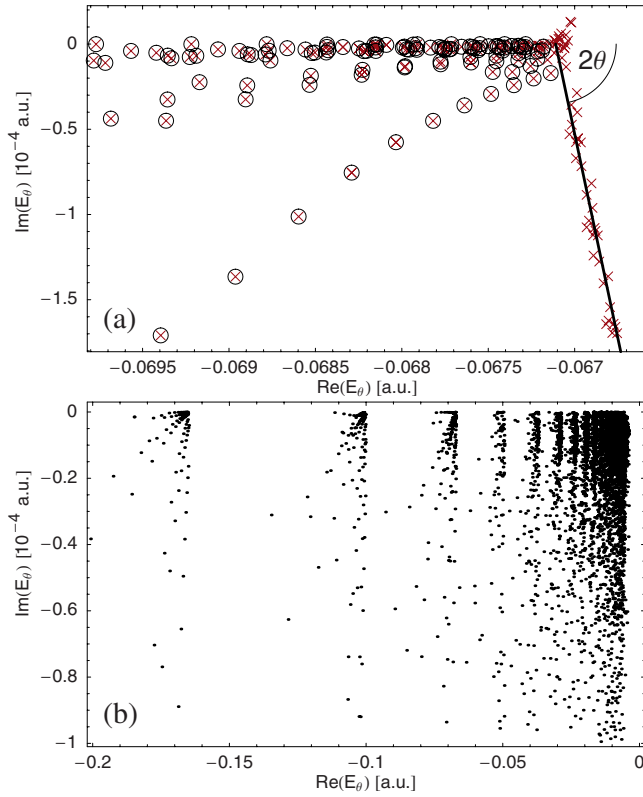 0
−0.5
−1
−1.5
Im(E_θ) [10⁻⁴ a.u.]
2θ
(a)
−0.0695 −0.069 −0.0685 −0.068 −0.0675 −0.067
Re(E_θ) [a.u.]
0
−0.2
−0.4
−0.6
−0.8
−1
Im(E_θ) [10⁻⁴ a.u.]
(b)
−0.2 −0.15 −0.1 −0.05 0
Re(E_θ) [a.u.]